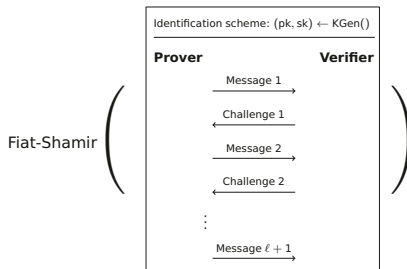 Identification scheme: (pk, sk) ← KGen()
Prover Verifier
Message 1
Challenge 1
Fiat-Shamir
Message 2
Challenge 2
⋮
Message ℓ + 1